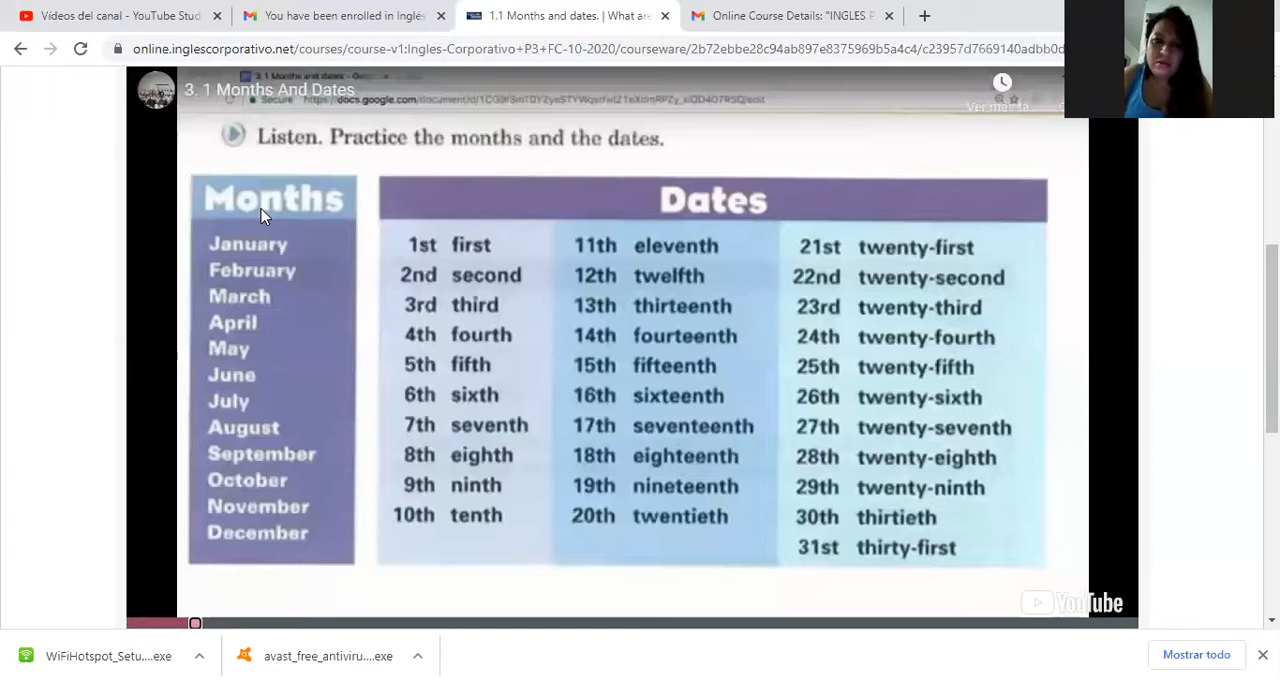 Vídeos del canal - YouTube Stud
You have been enrolled in Inglés
1.1 Months and dates. | What are
Online Course Details: "INGLES P
online.inglescorporativo.net/courses/course-v1:Ingles-Corporativo+P3+FC-10-2020/courseware/2b72ebbe28c94ab897e8375969b5a4c4/c23957d7669140adbb0d
3. 1 Months And Dates
Secure
Ver más ta...
Listen. Practice the months and the dates.
Months
January
February
March
April
May
June
July
August
September
October
November
December
Dates
1st first
2nd second
3rd third
4th fourth
5th fifth
6th sixth
7th seventh
8th eighth
9th ninth
10th tenth
11th eleventh
12th twelfth
13th thirteenth
14th fourteenth
15th fifteenth
16th sixteenth
17th seventeenth
18th eighteenth
19th nineteenth
20th twentieth
21st twenty-first
22nd twenty-second
23rd twenty-third
24th twenty-fourth
25th twenty-fifth
26th twenty-sixth
27th twenty-seventh
28th twenty-eighth
29th twenty-ninth
30th thirtieth
31st thirty-first
YouTube
WiFiHotspot_Setu....exe
avast_free_antiviru....exe
Mostrar todo